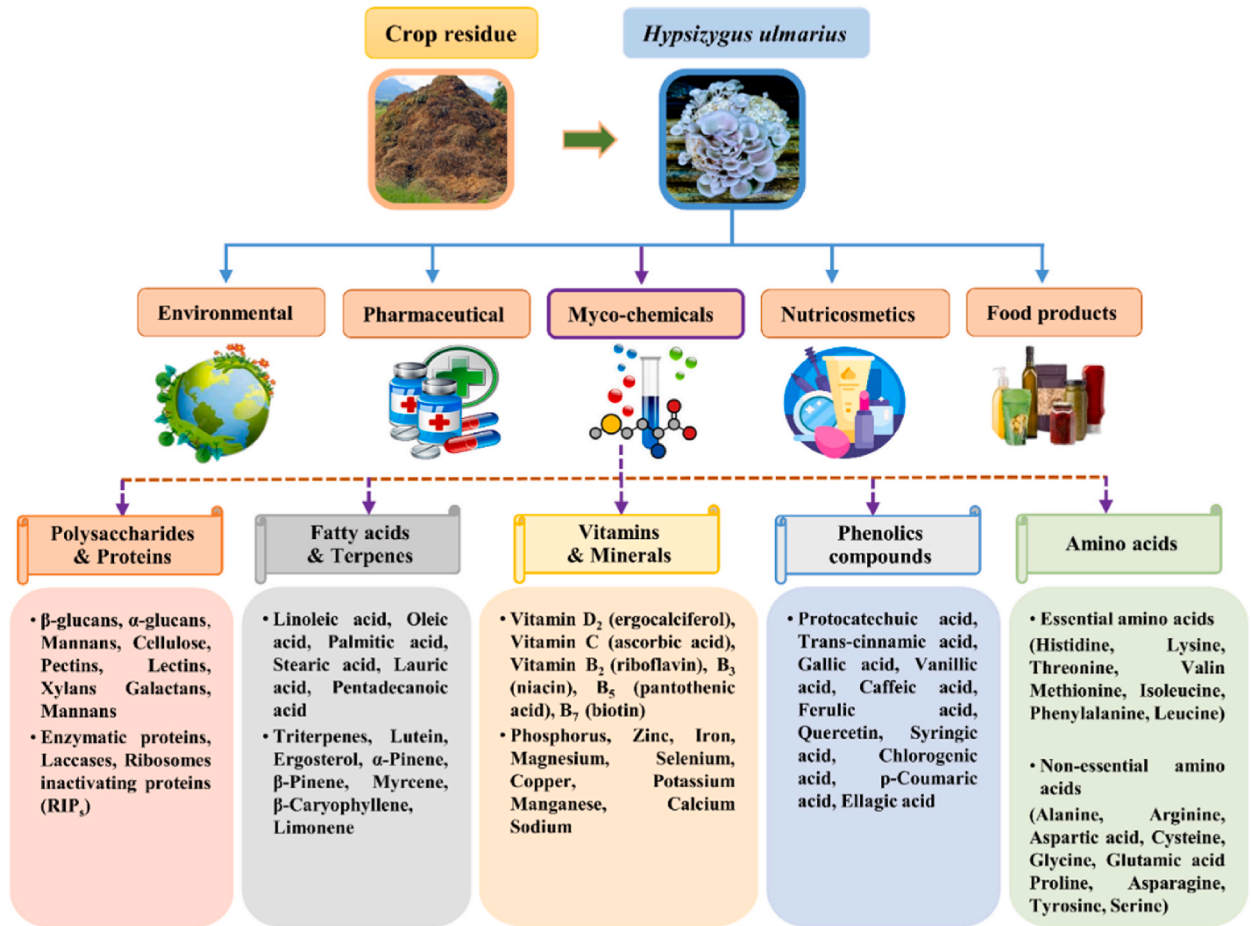 Crop residue
Hypsizygus ulmarius
Environmental
Pharmaceutical
Myco-chemicals
Nutricosmetics
Food products
Polysaccharides
& Proteins
Fatty acids
& Terpenes
Vitamins
& Minerals
Phenolics
compounds
Amino acids
• β-glucans, α-glucans,
Mannans, Cellulose,
Pectins, Lectins,
Xylans Galactans,
Mannans
• Enzymatic proteins,
Laccases, Ribosomes
inactivating proteins
(RIPs)
• Linoleic acid, Oleic
acid, Palmitic acid,
Stearic acid, Lauric
acid, Pentadecanoic
acid
• Triterpenes, Lutein,
Ergosterol, α-Pinene,
β-Pinene, Myrcene,
β-Caryophyllene,
Limonene
• Vitamin D2 (ergocalciferol),
Vitamin C (ascorbic acid),
Vitamin B2 (riboflavin), B3
(niacin), B5 (pantothenic
acid), B7 (biotin)
• Phosphorus, Zinc, Iron,
Magnesium, Selenium,
Copper, Potassium
Manganese, Calcium
Sodium
• Protocatechuic acid,
Trans-cinnamic acid,
Gallic acid, Vanillic
acid, Caffeic acid,
Ferulic acid,
Quercetin, Syringic
acid, Chlorogenic
acid, p-Coumaric
acid, Ellagic acid
• Essential amino acids
(Histidine, Lysine,
Threonine, Valin
Methionine, Isoleucine,
Phenylalanine, Leucine)
• Non-essential amino
acids
(Alanine, Arginine,
Aspartic acid, Cysteine,
Glycine, Glutamic acid
Proline, Asparagine,
Tyrosine, Serine)